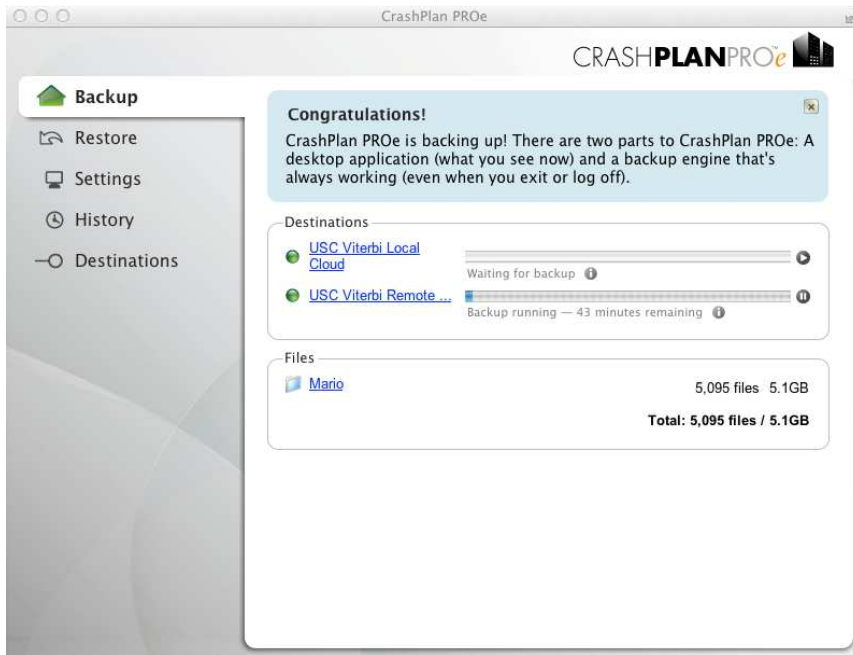 CrashPlan PROe
CRASHPLANPROe
Backup
Restore
Settings
History
Destinations
Congratulations!
CrashPlan PROe is backing up! There are two parts to CrashPlan PROe: A
desktop application (what you see now) and a backup engine that's
always working (even when you exit or log off).
Destinations
USC Viterbi Local
Cloud
Waiting for backup
USC Viterbi Remote ...
Backup running — 43 minutes remaining
Files
Mario 5,095 files 5.1GB
Total: 5,095 files / 5.1GB